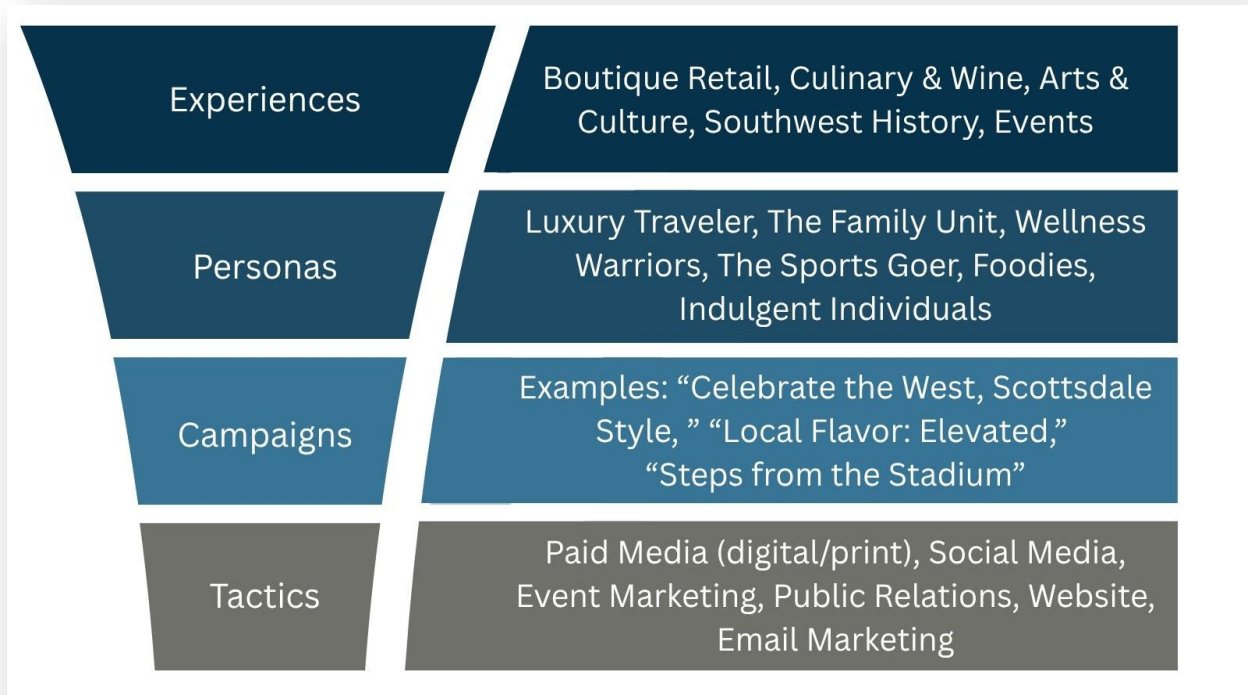 Experiences
Boutique Retail, Culinary & Wine, Arts &
Culture, Southwest History, Events
Personas
Luxury Traveler, The Family Unit, Wellness
Warriors, The Sports Goer, Foodies,
Indulgent Individuals
Campaigns
Examples: “Celebrate the West, Scottsdale
Style, ” “Local Flavor: Elevated,”
“Steps from the Stadium”
Tactics
Paid Media (digital/print), Social Media,
Event Marketing, Public Relations, Website,
Email Marketing